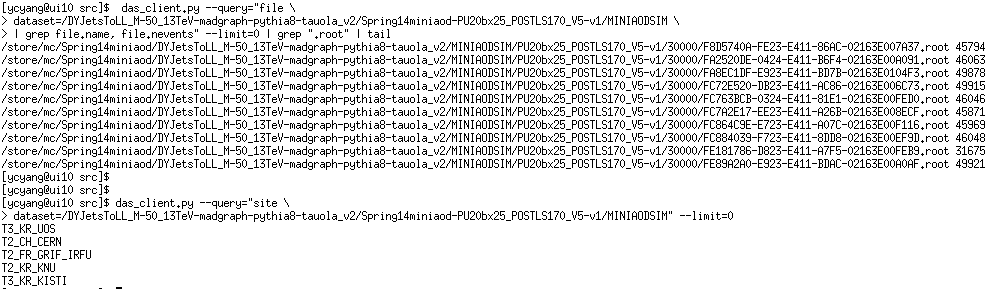 [ycyang@ui10 src]$  das_client.py --query="file \
> dataset=/DYJetsToLL_M-50_13TeV-madgraph-pythia8-tauola_v2/Spring14miniaod-PU20bx25_POSTLS170_V5-v1/MINIAODSIM \
> | grep file.name, file.nevents" --limit=0 | grep ".root" | tail
/store/mc/Spring14miniaod/DYJetsToLL_M-50_13TeV-madgraph-pythia8-tauola_v2/MINIAODSIM/PU20bx25_POSTLS170_V5-v1/30000/F8D5740A-FE23-E411-86AC-02163E007A37.root 45794
/store/mc/Spring14miniaod/DYJetsToLL_M-50_13TeV-madgraph-pythia8-tauola_v2/MINIAODSIM/PU20bx25_POSTLS170_V5-v1/30000/FA2520DE-0424-E411-B6F4-02163E00A091.root 46063
/store/mc/Spring14miniaod/DYJetsToLL_M-50_13TeV-madgraph-pythia8-tauola_v2/MINIAODSIM/PU20bx25_POSTLS170_V5-v1/30000/FA8EC1DF-E923-E411-BD7B-02163E0104F3.root 49878
/store/mc/Spring14miniaod/DYJetsToLL_M-50_13TeV-madgraph-pythia8-tauola_v2/MINIAODSIM/PU20bx25_POSTLS170_V5-v1/30000/FC72E520-DB23-E411-AC86-02163E006C73.root 49915
/store/mc/Spring14miniaod/DYJetsToLL_M-50_13TeV-madgraph-pythia8-tauola_v2/MINIAODSIM/PU20bx25_POSTLS170_V5-v1/30000/FC763BCB-0324-E411-81E1-02163E00FED0.root 46046
/store/mc/Spring14miniaod/DYJetsToLL_M-50_13TeV-madgraph-pythia8-tauola_v2/MINIAODSIM/PU20bx25_POSTLS170_V5-v1/30000/FC7A2E17-EE23-E411-A26B-02163E008ECF.root 45871
/store/mc/Spring14miniaod/DYJetsToLL_M-50_13TeV-madgraph-pythia8-tauola_v2/MINIAODSIM/PU20bx25_POSTLS170_V5-v1/30000/FC864C9E-E723-E411-A07C-02163E00F116.root 45969
/store/mc/Spring14miniaod/DYJetsToLL_M-50_13TeV-madgraph-pythia8-tauola_v2/MINIAODSIM/PU20bx25_POSTLS170_V5-v1/30000/FC884039-F523-E411-8DD8-02163E00EF9D.root 46048
/store/mc/Spring14miniaod/DYJetsToLL_M-50_13TeV-madgraph-pythia8-tauola_v2/MINIAODSIM/PU20bx25_POSTLS170_V5-v1/30000/FE181786-D823-E411-A7F5-02163E00FEB9.root 31675
/store/mc/Spring14miniaod/DYJetsToLL_M-50_13TeV-madgraph-pythia8-tauola_v2/MINIAODSIM/PU20bx25_POSTLS170_V5-v1/30000/FE89A2A0-E923-E411-BDAC-02163E00A0AF.root 49921
[ycyang@ui10 src]$
[ycyang@ui10 src]$
[ycyang@ui10 src]$ das_client.py --query="site \
> dataset=/DYJetsToLL_M-50_13TeV-madgraph-pythia8-tauola_v2/Spring14miniaod-PU20bx25_POSTLS170_V5-v1/MINIAODSIM" --limit=0
T3_KR_UOS
T2_CH_CERN
T2_FR_GRIF_IRFU
T2_KR_KNU
T3_KR_KISTI